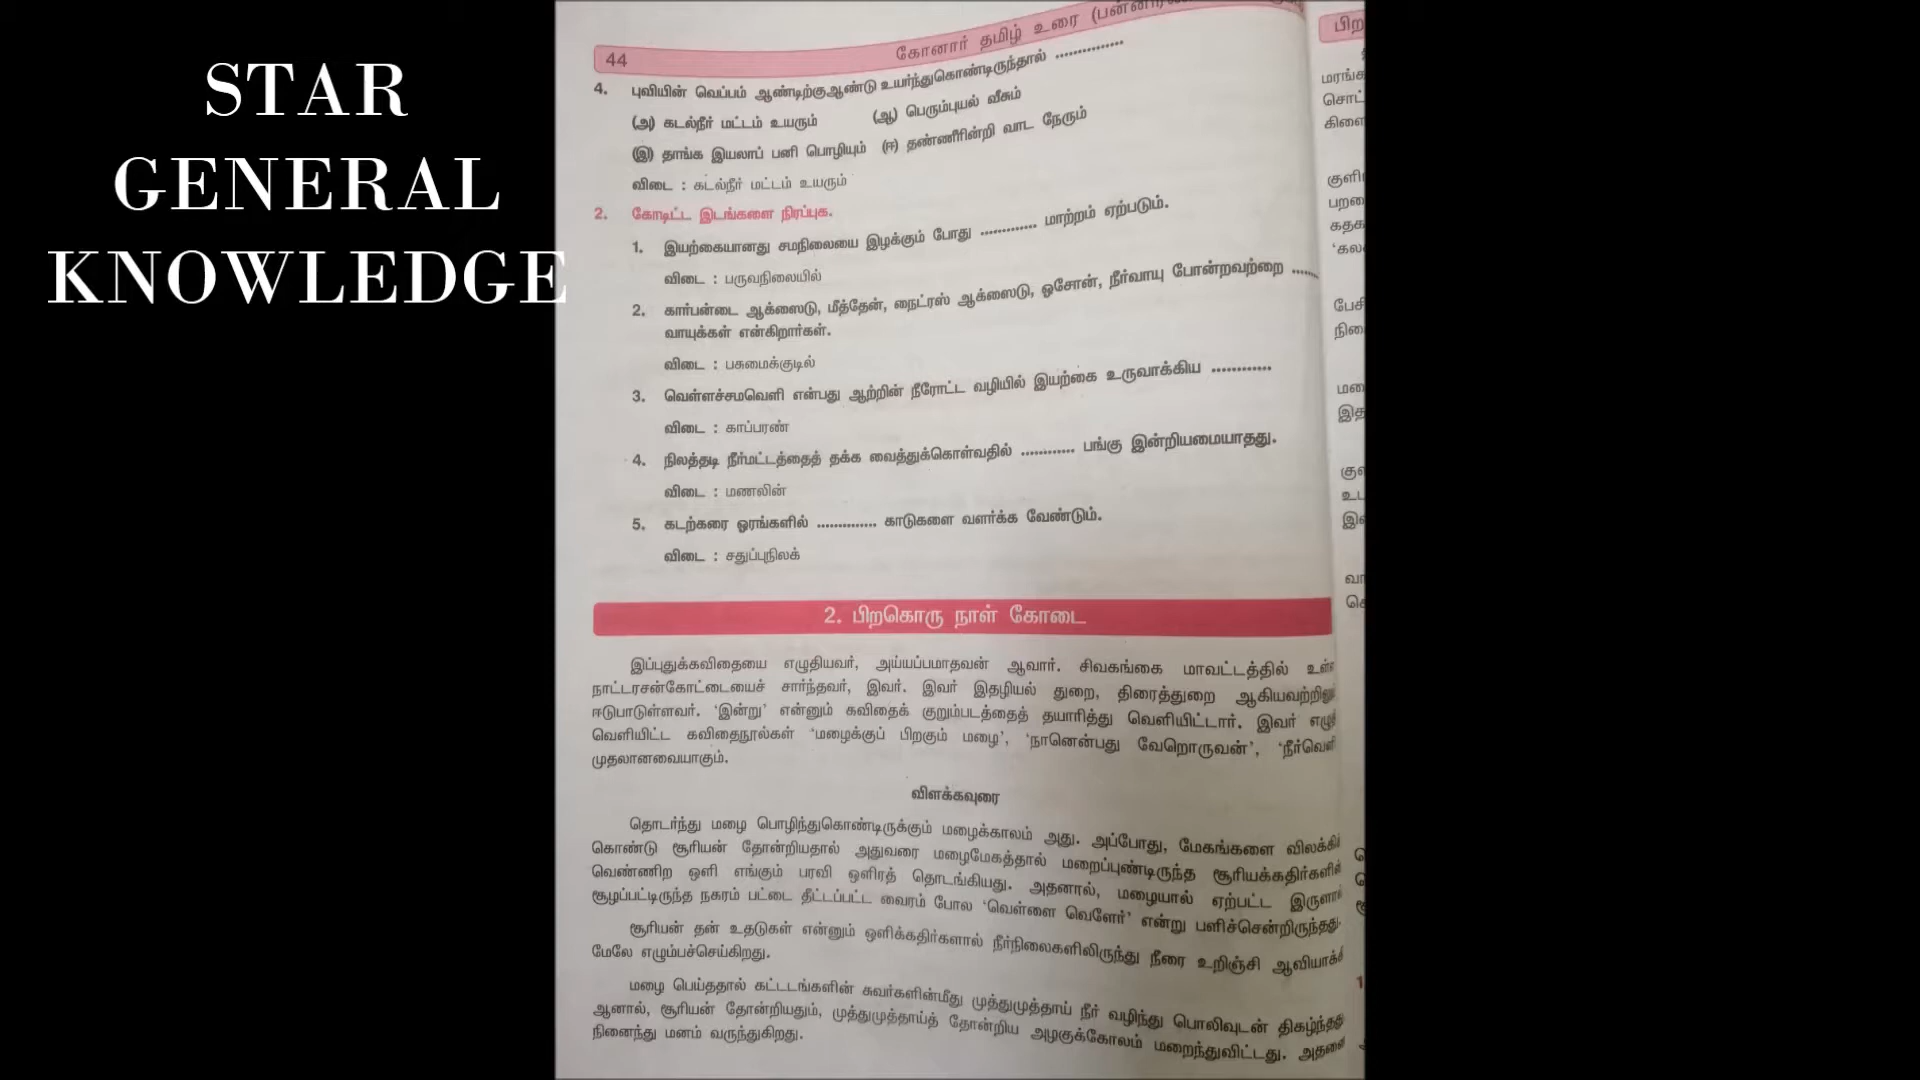 STAR
GENERAL
KNOWLEDGE
44
கோனார் தமிழ் உரை
4. புவியின் வெப்பம் ஆண்டிற்குஆண்டு உயர்ந்துகொண்டிருந்தால் ...............
(அ) கடல்நீர் மட்டம் உயரும் (ஆ) பெரும்புயல் வீசும்
(இ) தாங்க இயலாப் பனி பொழியும் (ஈ) தண்ணீரின்றி வாட நேரும்
விடை : கடல்நீர் மட்டம் உயரும்
2. கோடிட்ட இடங்களை நிரப்புக.
1. இயற்கையானது சமநிலையை இழக்கும் போது ............. மாற்றம் ஏற்படும்.
விடை : பருவநிலையில்
2. கார்பன்டை ஆக்ஸைடு, மீத்தேன், நைட்ரஸ் ஆக்ஸைடு, ஓசோன், நீர்வாயு போன்றவற்றை .......
வாயுக்கள் என்கிறார்கள்.
விடை : பசுமைக்குடில்
3. வெள்ளச்சமவெளி என்பது ஆற்றின் நீரோட்ட வழியில் இயற்கை உருவாக்கிய ............
விடை : காப்பரண்
4. நிலத்தடி நீர்மட்டத்தைத் தக்க வைத்துக்கொள்வதில் ............ பங்கு இன்றியமையாதது.
விடை : மணலின்
5. கடற்கரை ஓரங்களில் .............. காடுகளை வளர்க்க வேண்டும்.
விடை : சதுப்புநிலக்
2. பிறகொரு நாள் கோடை
இப்புதுக்கவிதையை எழுதியவர், அய்யப்பமாதவன் ஆவார். சிவகங்கை மாவட்டத்தில்
நாட்டரசன்கோட்டையைச் சார்ந்தவர், இவர். இவர் இதழியல் துறை, திரைத்துறை ஆகியவற்றிலும்
ஈடுபாடுள்ளவர். 'இன்று' என்னும் கவிதைக் குறும்படத்தைத் தயாரித்து வெளியிட்டார். இவர்
வெளியிட்ட கவிதைநூல்கள் 'மழைக்குப் பிறகும் மழை', 'நானென்பது வேறொருவன்', 'நீர்வெளி
முதலானவையாகும்.
விளக்கவுரை
தொடர்ந்து மழை பொழிந்துகொண்டிருக்கும் மழைக்காலம் அது. அப்போது, மேகங்களை விலக்கிக்
கொண்டு சூரியன் தோன்றியதால் அதுவரை மழைமேகத்தால் மறைப்புண்டிருந்த சூரியக்கதிர்களின்
வெண்ணிற ஒளி எங்கும் பரவி ஒளிரத் தொடங்கியது. அதனால், மழையால் ஏற்பட்ட இருளால்
சூழப்பட்டிருந்த நகரம் பட்டை தீட்டப்பட்ட வைரம் போல 'வெள்ளை வெளேர்' என்று பளிச்சென்றிருந்தது.
சூரியன் தன் உதடுகள் என்னும் ஒளிக்கதிர்களால் நீர்நிலைகளிலிருந்து நீரை உறிஞ்சி ஆவியாக்கி
மேலே எழும்பச்செய்கிறது.
மழை பெய்ததால் கட்டடங்களின் சுவர்களின்மீது முத்துமுத்தாய் நீர் வழிந்து பொலிவுடன் திகழ்ந்தது
ஆனால், சூரியன் தோன்றியதும், முத்துமுத்தாய்த் தோன்றிய அழகுக்கோலம் மறைந்துவிட்டது. அதனை
நினைந்து மனம் வருந்துகிறது.